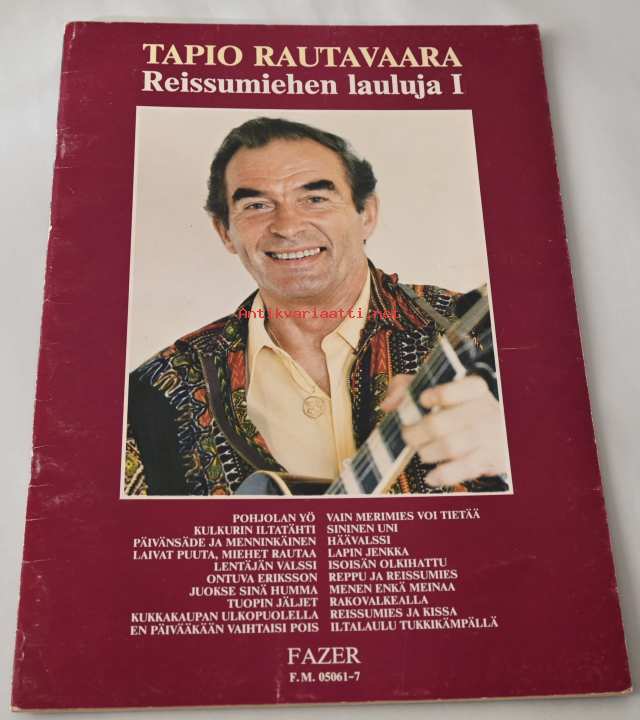 TAPIO RAUTAVAARA
Reissumiehen lauluja I
Antikvariaatti.net
POHJOLAN YÖ
KULKURIN ILTATÄHTI
PÄIVÄNSÄDE JA MENNINKÄINEN
LAIVAT PUUTA, MIEHET RAUTAA
LENTÄJÄN VALSSI
ONTUVA ERIKSSON
JUOKSE SINÄ HUMMA
TUOPIN JÄLJET
KUKKAKAUPAN ULKOPUOLELLA
EN PÄIVÄÄKÄÄN VAIHTAISI POIS
VAIN MERIMIES VOI TIETÄÄ
SININEN UNI
HÄÄVALSSI
LAPIN JENKKA
ISOISÄN OLKIHATTU
REPPU JA REISSUMIES
MENEN ENKÄ MEINAA
RAKOVALKEALLA
REISSUMIES JA KISSA
ILTALAULU TUKKIKÄMPÄLLÄ
FAZER
F.M. 05061-7